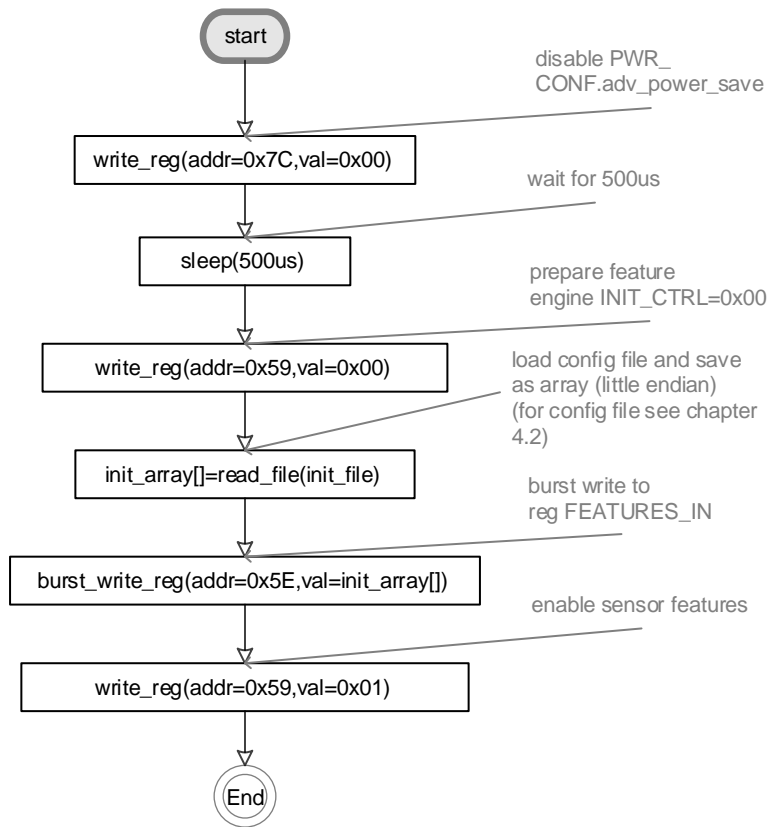 start
disable PWR_
CONF.adv_power_save
write_reg(addr=0x7C,val=0x00)
wait for 500us
sleep(500us)
prepare feature
engine INIT_CTRL=0x00
write_reg(addr=0x59,val=0x00)
load config file and save
as array (little endian)
(for config file see chapter
4.2)
init_array[]=read_file(init_file)
burst write to
reg FEATURES_IN
burst_write_reg(addr=0x5E,val=init_array[])
enable sensor features
write_reg(addr=0x59,val=0x01)
End